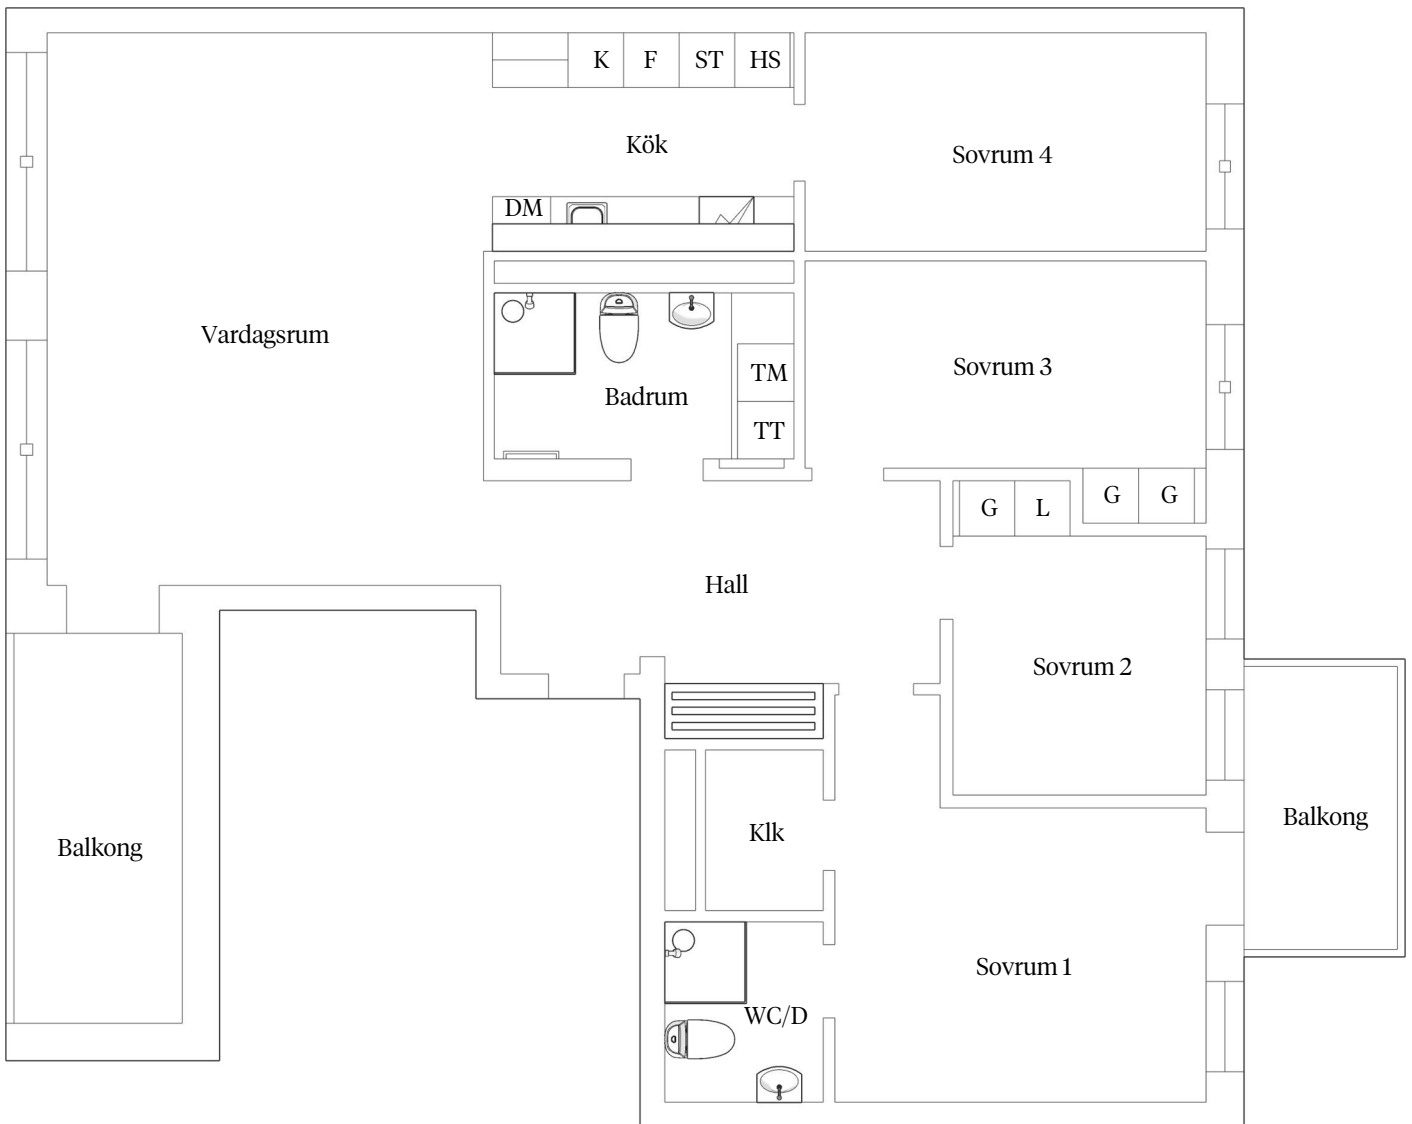 K F ST HS
Kök
Sovrum 4
DM
Vardagsrum
Sovrum 3
TM
Badrum
TT
G L G G
Hall
Sovrum 2
Balkong
Klk
Balkong
Sovrum 1
WC/D